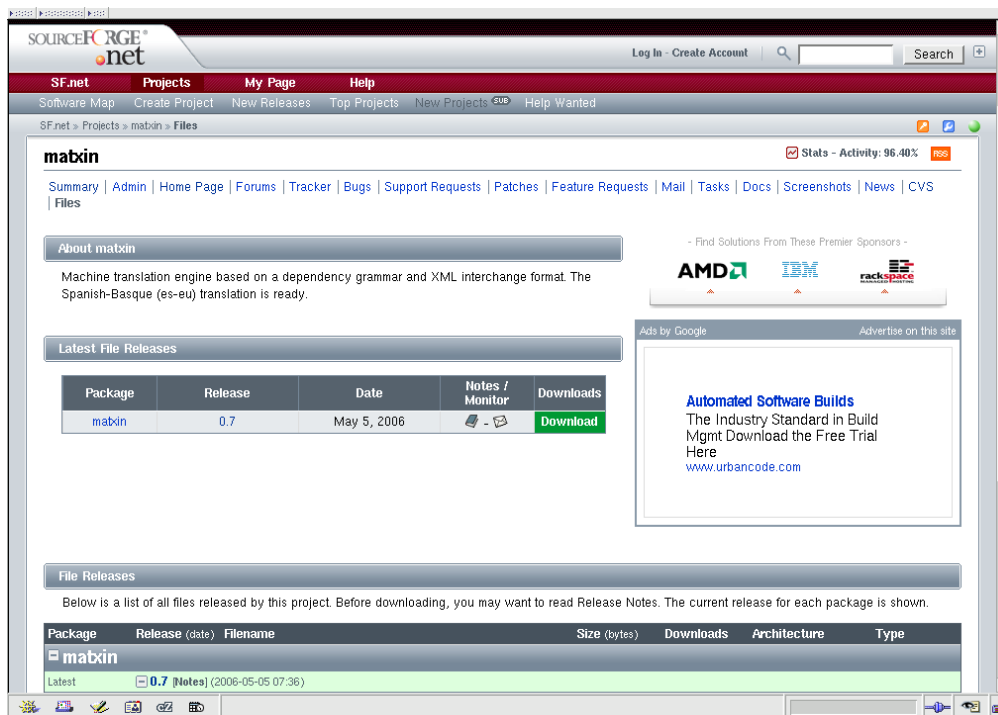 SOURCEFORGE®
.net
Log In - Create Account
Search
SF.net Projects My Page Help
Software Map Create Project New Releases Top Projects New Projects SUB Help Wanted
SF.net » Projects » matxin » Files
matxin
Stats - Activity: 96.40% RSS
Summary | Admin | Home Page | Forums | Tracker | Bugs | Support Requests | Patches | Feature Requests | Mail | Tasks | Docs | Screenshots | News | CVS
| Files
About matxin
Machine translation engine based on a dependency grammar and XML interchange format. The
Spanish-Basque (es-eu) translation is ready.
- Find Solutions From These Premier Sponsors -
AMD IBM rackspace
MANAGED HOSTING
Latest File Releases
Package Release Date Notes / Monitor Downloads
matxin 0.7 May 5, 2006 - Download
Ads by Google Advertise on this site
Automated Software Builds
The Industry Standard in Build
Mgmt Download the Free Trial
Here
www.urbancode.com
File Releases
Below is a list of all files released by this project. Before downloading, you may want to read Release Notes. The current release for each package is shown.
Package Release (date) Filename Size (bytes) Downloads Architecture Type
matxin
Latest 0.7 [Notes] (2006-05-05 07:36)